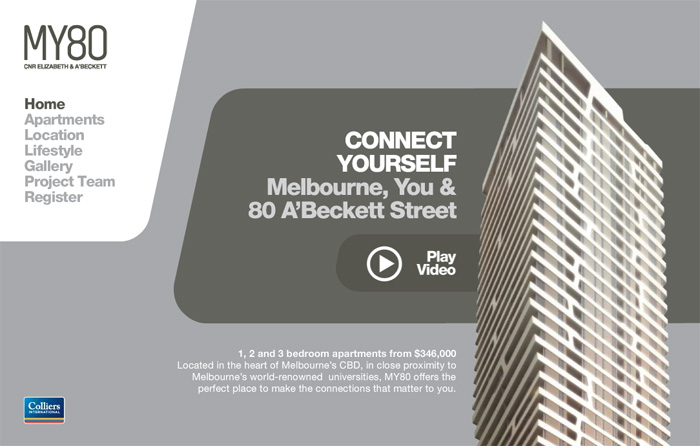 MY80
CNR ELIZABETH & A'BECKETT
Home
Apartments
Location
Lifestyle
Gallery
Project Team
Register
CONNECT
YOURSELF
Melbourne, You &
80 A'Beckett Street
Play
Video
1, 2 and 3 bedroom apartments from $346,000
Located in the heart of Melbourne's CBD, in close proximity to
Melbourne's world-renowned universities, MY80 offers the
perfect place to make the connections that matter to you.
Colliers
INTERNATIONAL